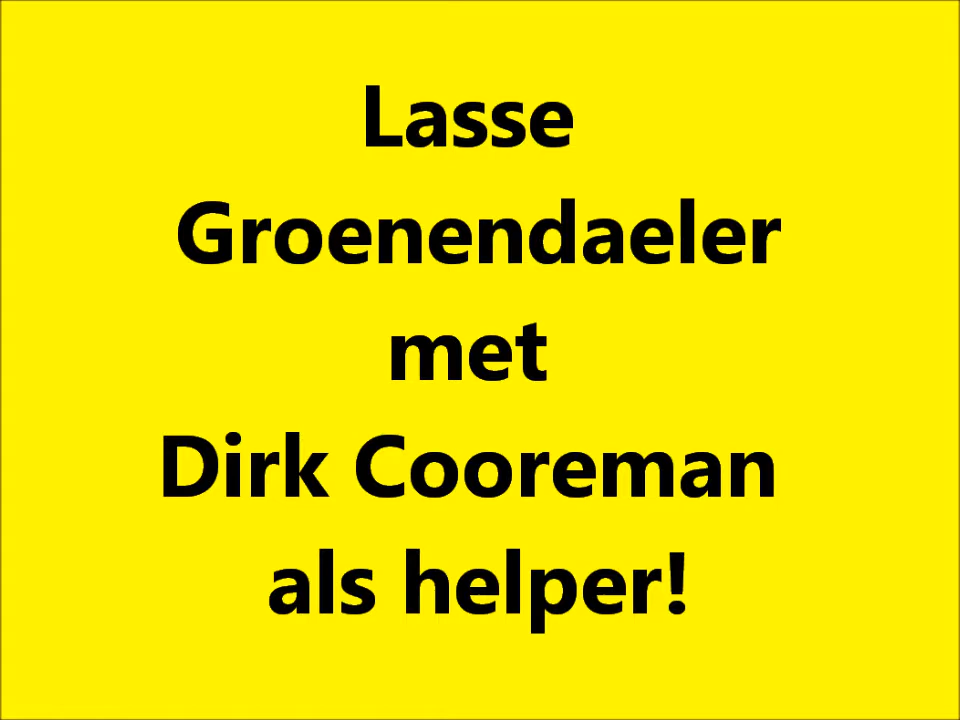 Lasse
Groenendaeler
met
Dirk Cooreman
als helper!